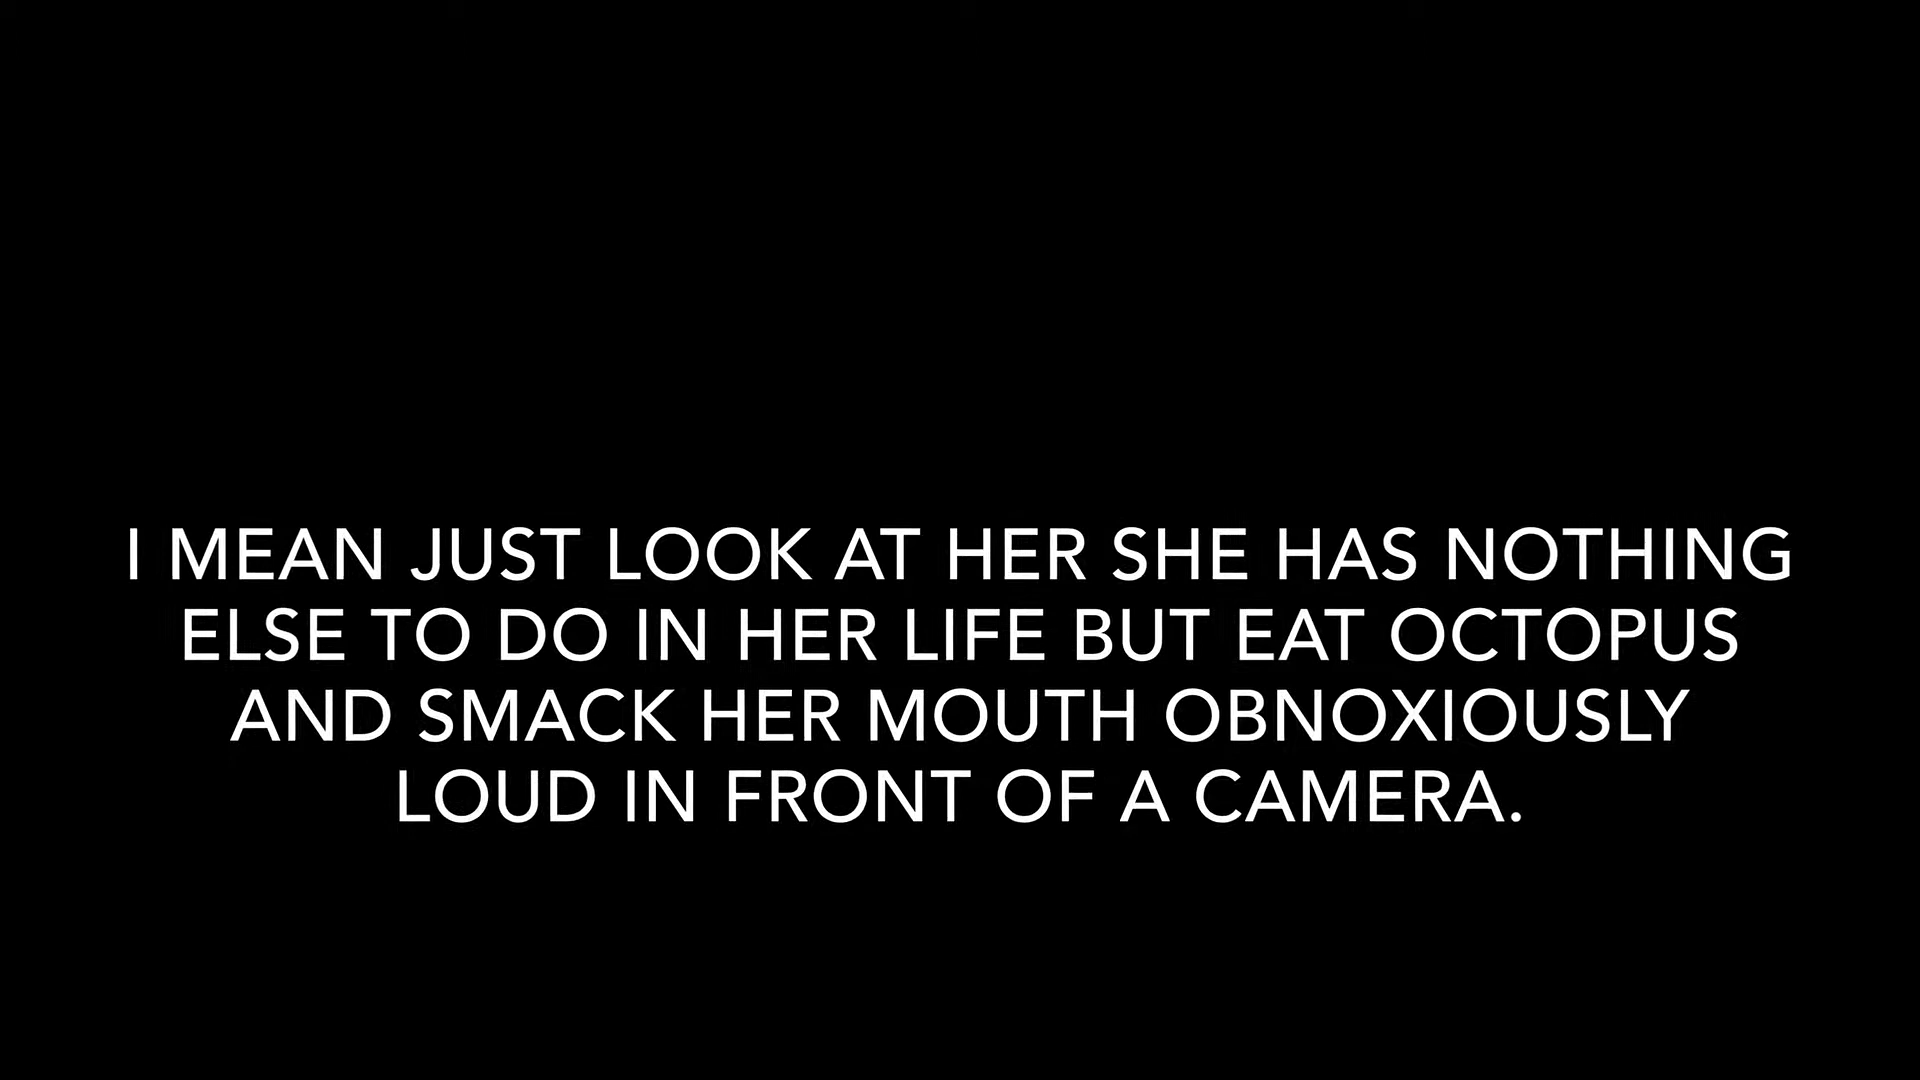 I MEAN JUST LOOK AT HER SHE HAS NOTHING
ELSE TO DO IN HER LIFE BUT EAT OCTOPUS
AND SMACK HER MOUTH OBNOXIOUSLY
LOUD IN FRONT OF A CAMERA.